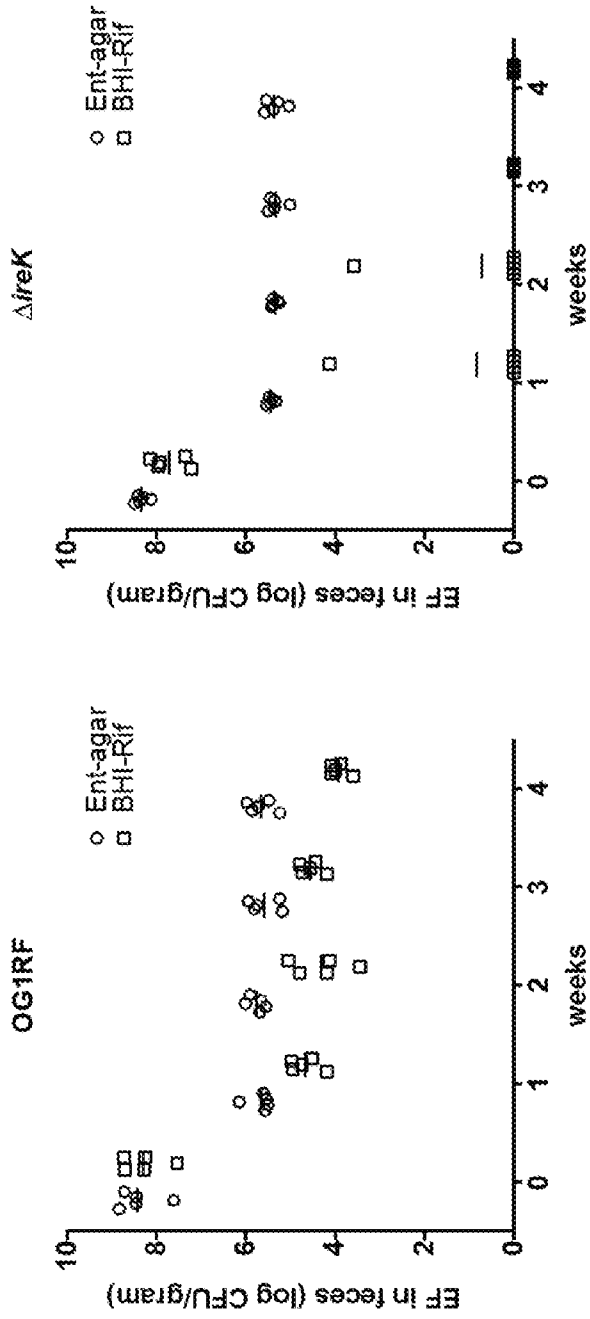 OG1RF
○ Ent-agar
□ BHI-Rif
EF in feces (log CFU/gram)
10
8
6
4
2
0
0 1 2 3 4
weeks
ΔireK
○ Ent-agar
□ BHI-Rif
EF in feces (log CFU/gram)
10
8
6
4
2
0
0 1 2 3 4
weeks